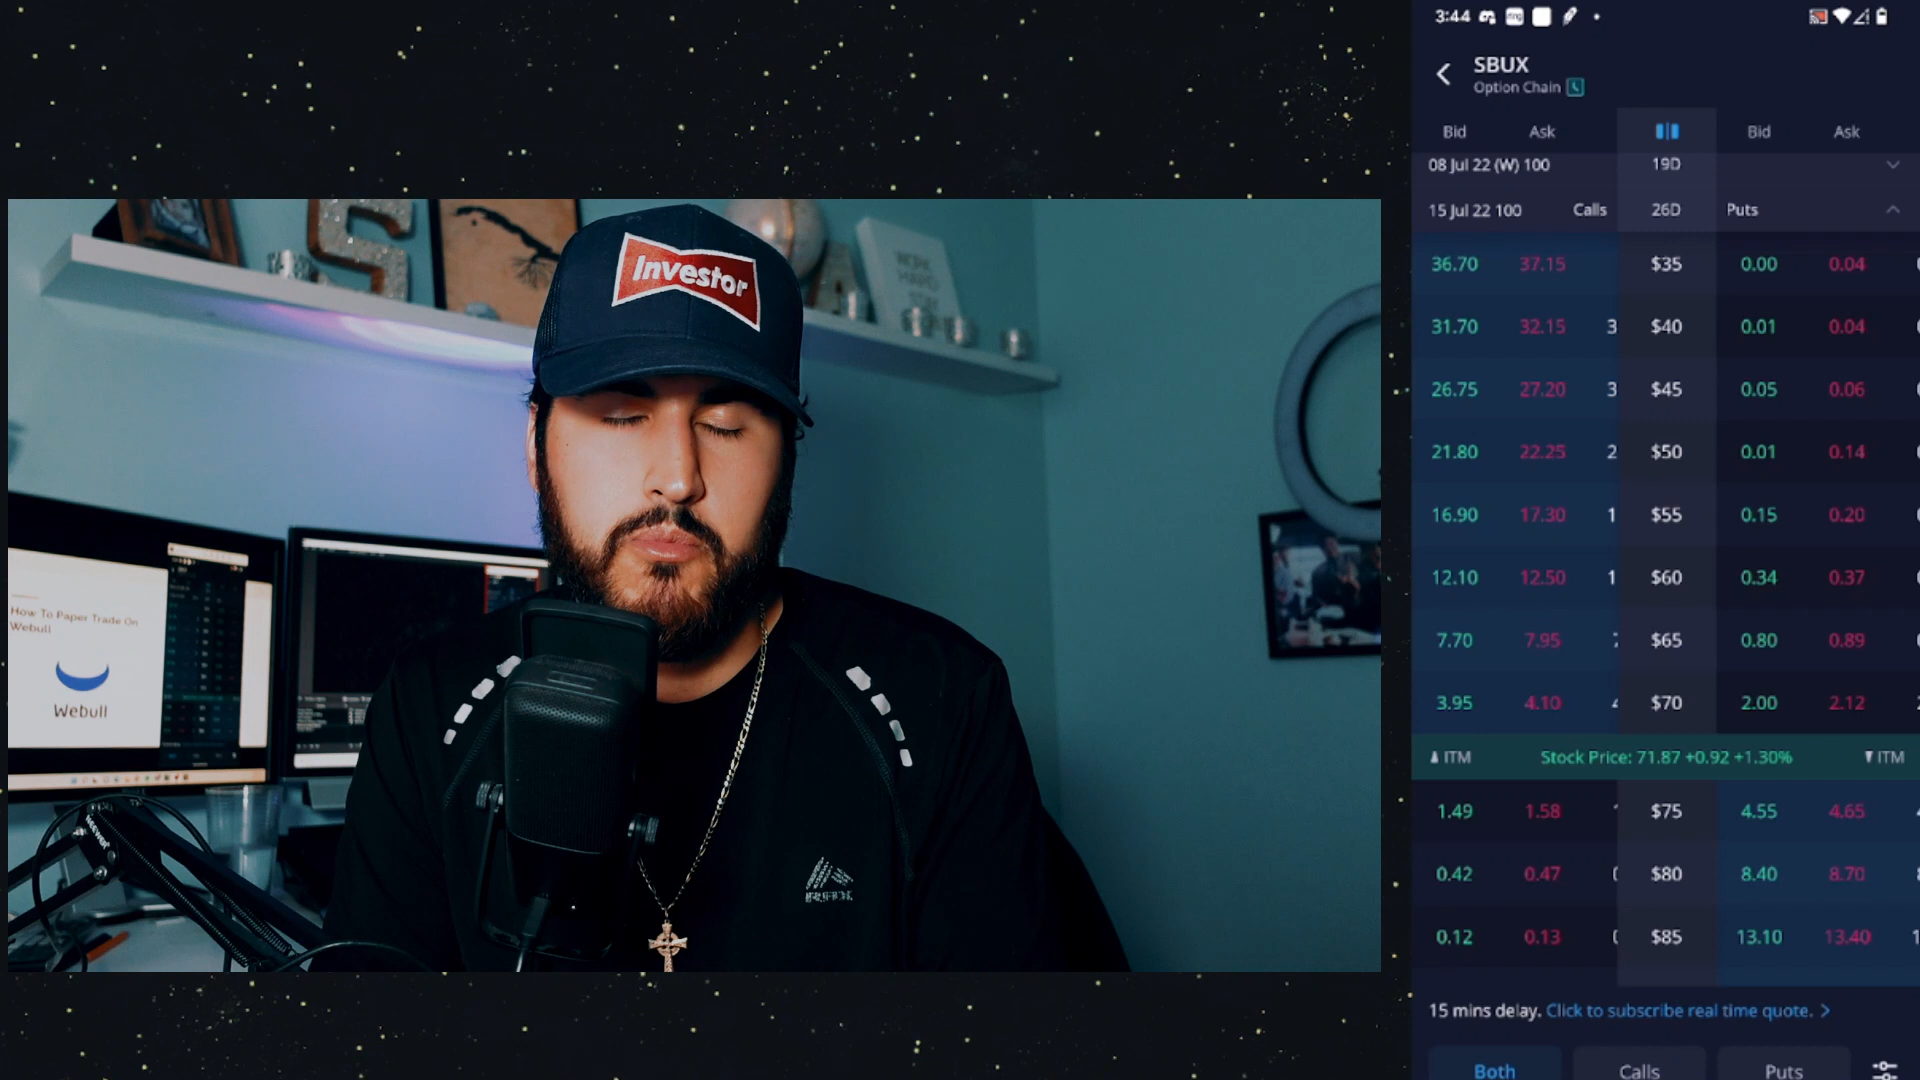 3:44
SBUX
Option Chain
Bid Ask Bid Ask
08 Jul 22 (W) 100 19D
15 Jul 22 100 Calls 26D Puts
36.70 37.15 $35 0.00 0.04
31.70 32.15 3 $40 0.01 0.04
26.75 27.20 3 $45 0.05 0.06
21.80 22.25 2 $50 0.01 0.14
16.90 17.30 1 $55 0.15 0.20
12.10 12.50 1 $60 0.34 0.37
7.70 7.95 $65 0.80 0.89
3.95 4.10 $70 2.00 2.12
ITM Stock Price: 71.87 +0.92 +1.30% ITM
1.49 1.58 $75 4.55 4.65
0.42 0.47 $80 8.40 8.70
0.12 0.13 $85 13.10 13.40
15 mins delay. Click to subscribe real time quote. >
Both Calls Puts
Investor
S
WORK
HARD
How To Paper Trade On
Webull
Webull
NEEWER